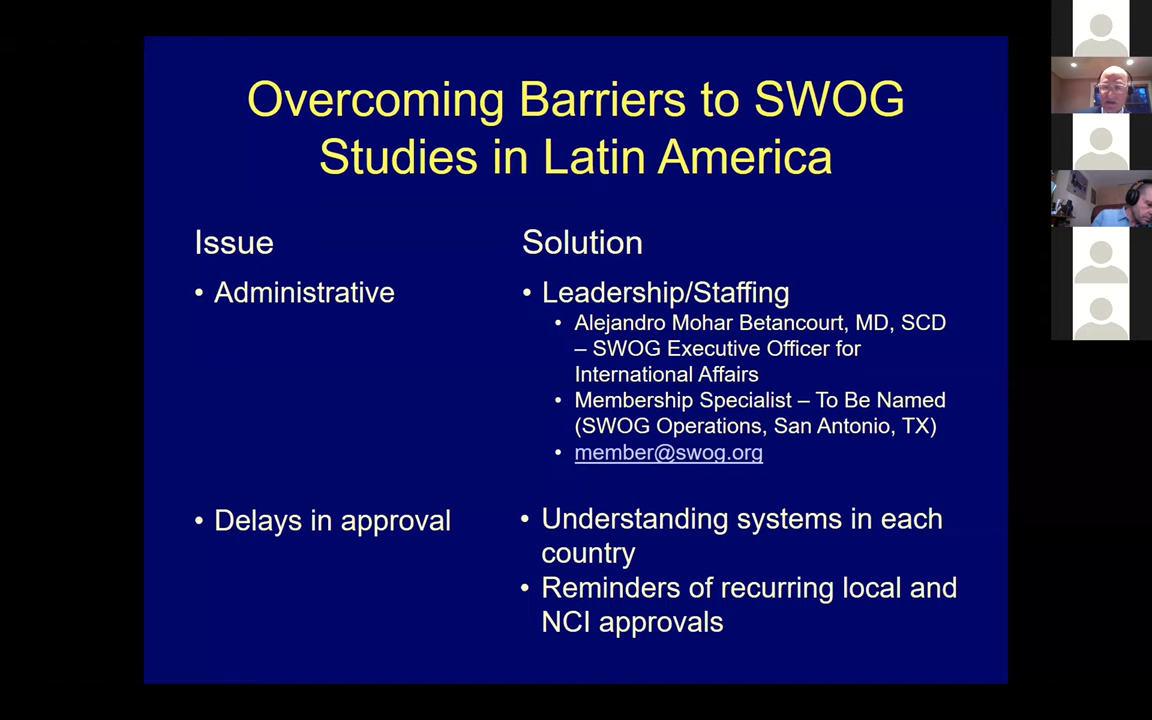 Overcoming Barriers to SWOG
Studies in Latin America
Issue
Solution
• Administrative
• Leadership/Staffing
• Alejandro Mohar Betancourt, MD, SCD
– SWOG Executive Officer for
International Affairs
• Membership Specialist – To Be Named
(SWOG Operations, San Antonio, TX)
• member@swog.org
• Delays in approval
• Understanding systems in each
country
• Reminders of recurring local and
NCI approvals